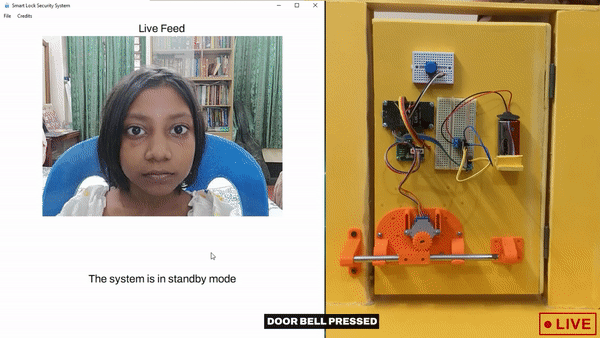 Smart Lock Security System
File Credits
Live Feed
The system is in standby mode
DOOR BELL PRESSED
LIVE